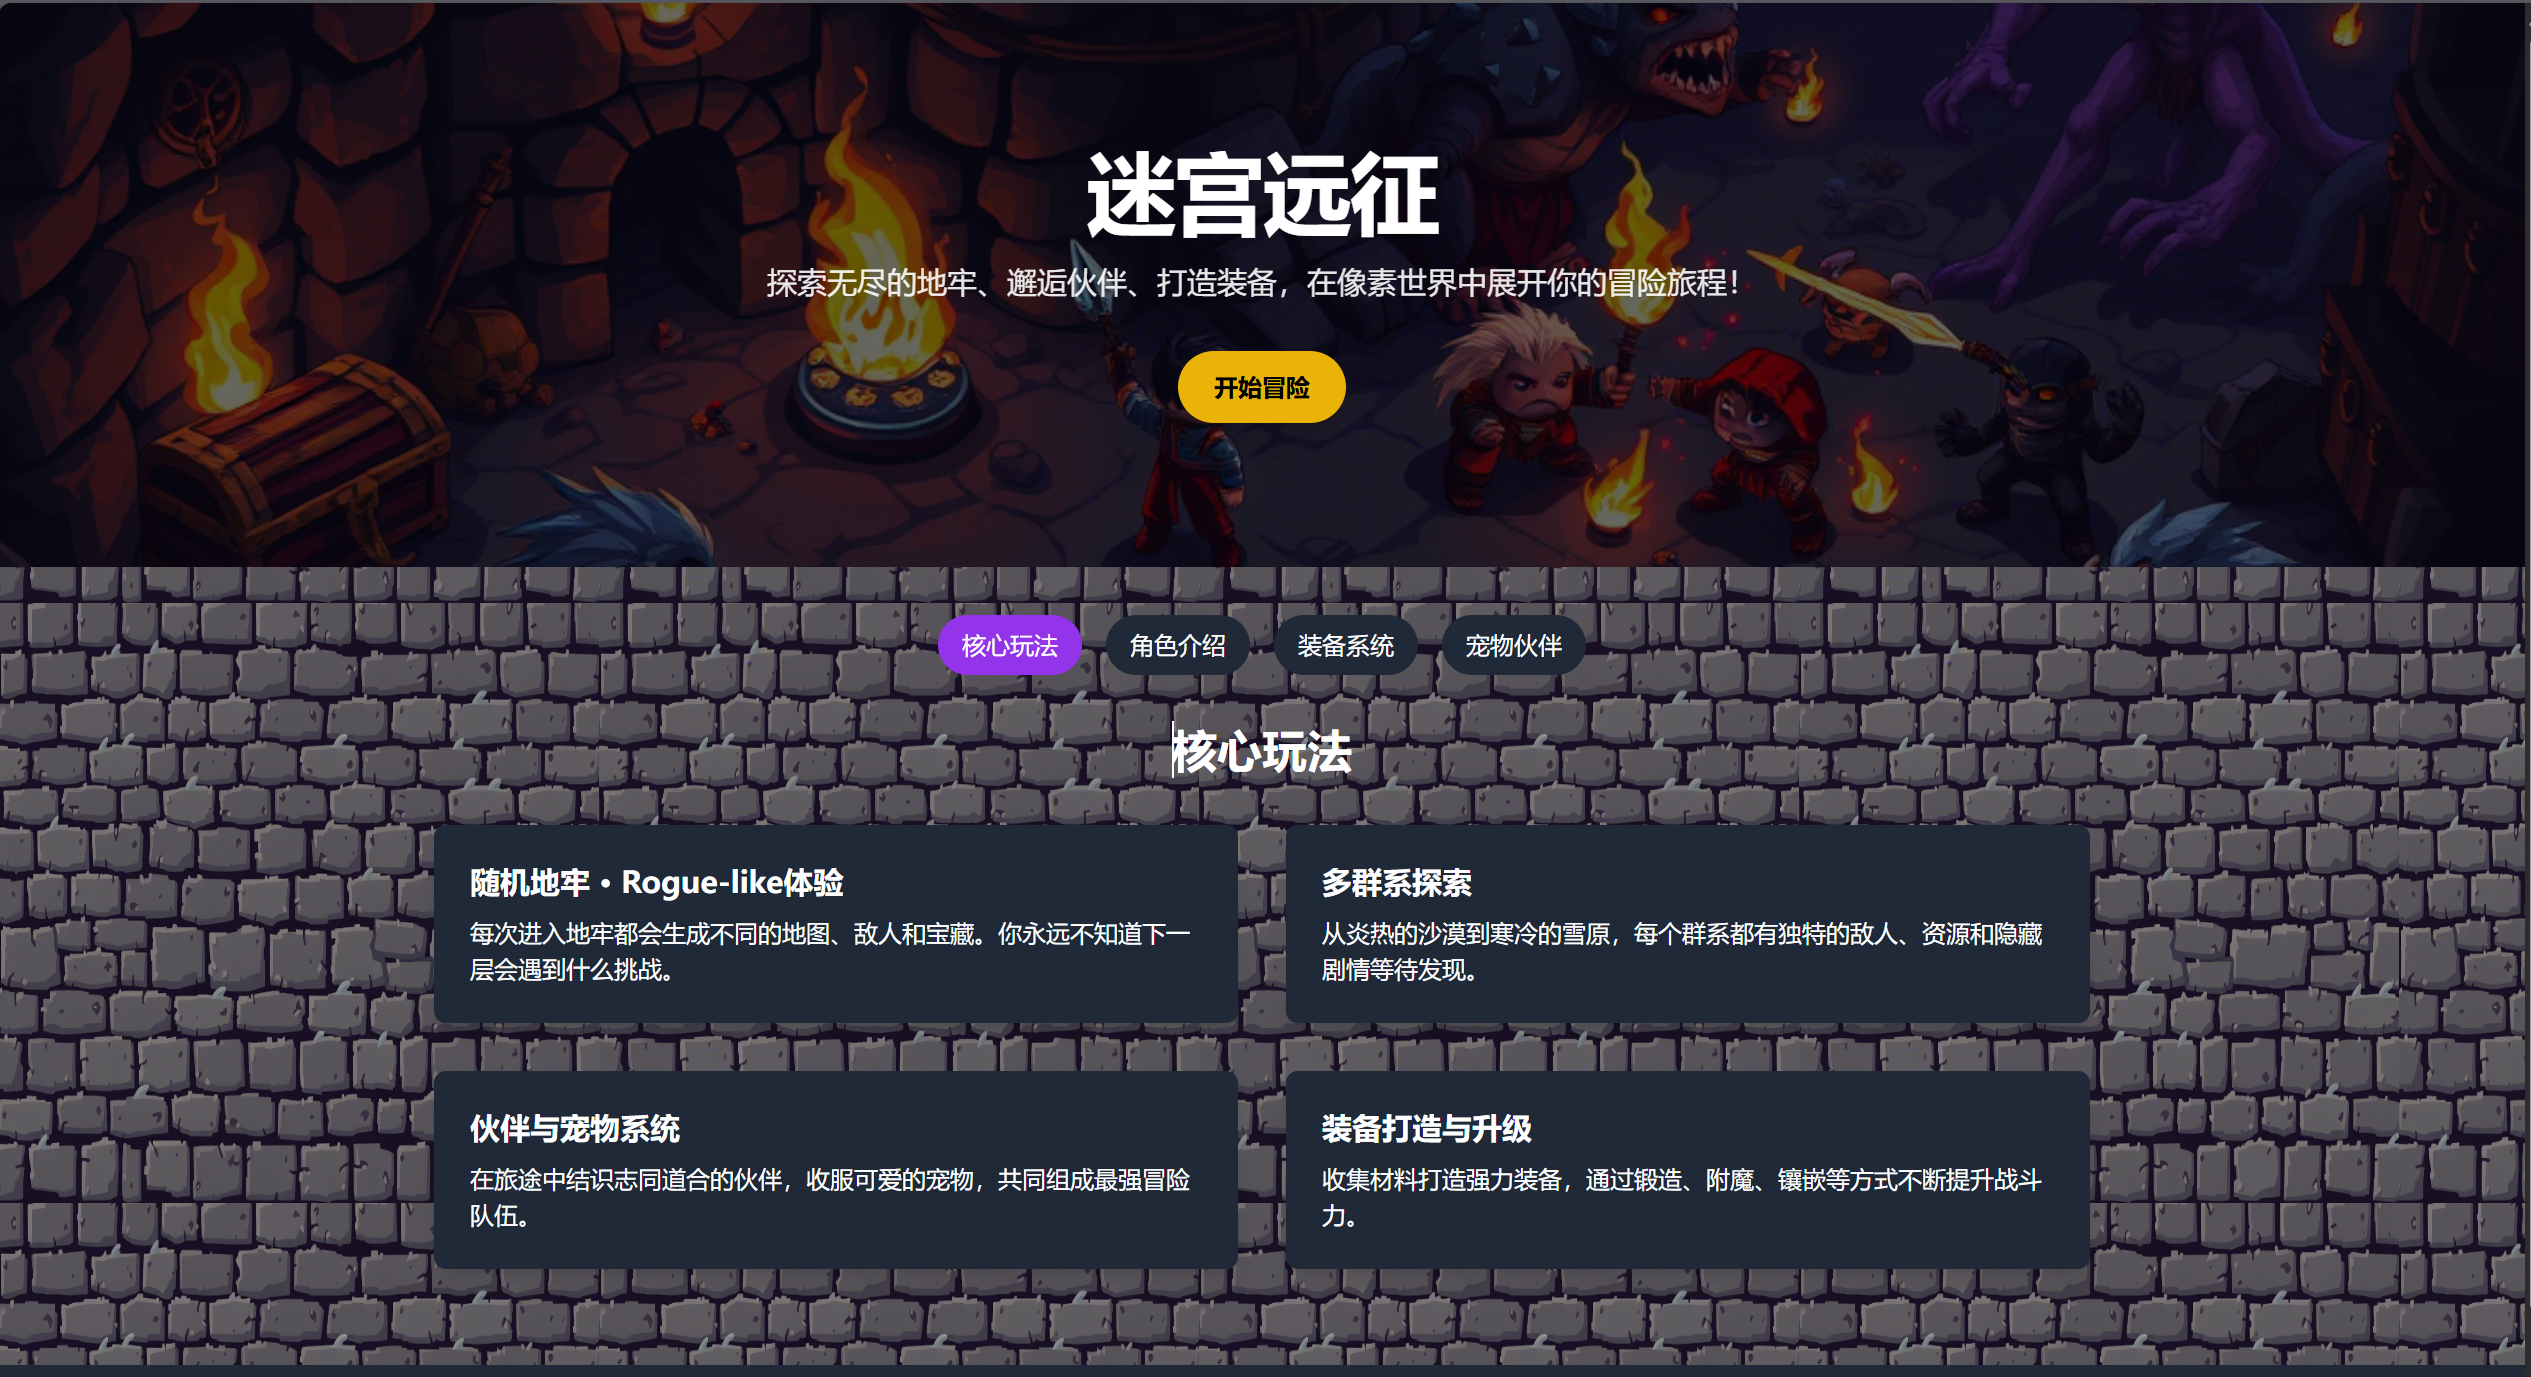 迷宫远征
探索无尽的地牢、邂逅伙伴、打造装备，在像素世界中展开你的冒险旅程！
开始冒险
核心玩法
角色介绍
装备系统
宠物伙伴
核心玩法
随机地牢 · Rogue-like体验
每次进入地牢都会生成不同的地图、敌人和宝藏。你永远不知道下一
层会遇到什么挑战。
多群系探索
从炎热的沙漠到寒冷的雪原，每个群系都有独特的敌人、资源和隐藏
剧情等待发现。
伙伴与宠物系统
在旅途中结识志同道合的伙伴，收服可爱的宠物，共同组成最强冒险
队伍。
装备打造与升级
收集材料打造强力装备，通过锻造、附魔、镶嵌等方式不断提升战斗
力。